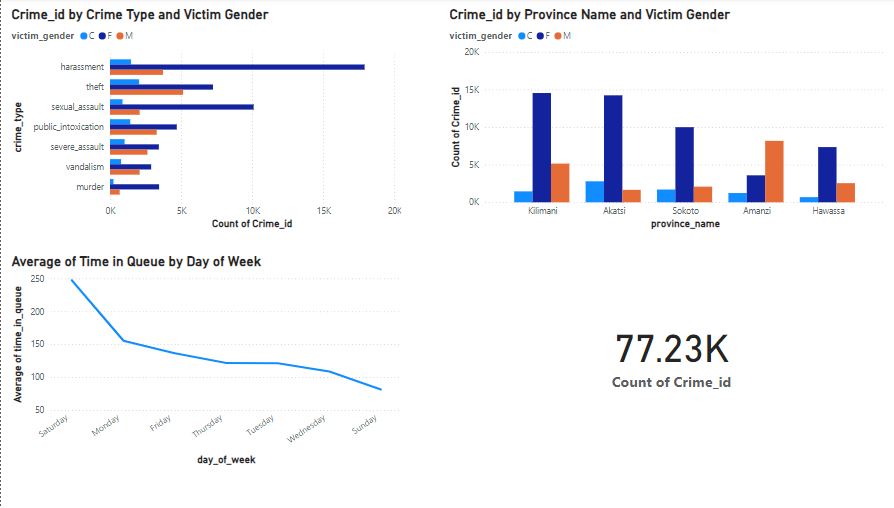 Crime_id by Crime Type and Victim Gender
victim_gender C F M
crime_type
harassment
theft
sexual_assault
public_intoxication
severe_assault
vandalism
murder
0K 5K 10K 15K 20K
Count of Crime_id
Crime_id by Province Name and Victim Gender
victim_gender C F M
Count of Crime_id
20K
15K
10K
5K
0K
Kilimani Akatsi Sokoto Amanzi Hawassa
province_name
Average of Time in Queue by Day of Week
Average of time_in_queue
250
200
150
100
50
Saturday Monday Friday Thursday Tuesday Wednesday Sunday
day_of_week
77.23K
Count of Crime_id